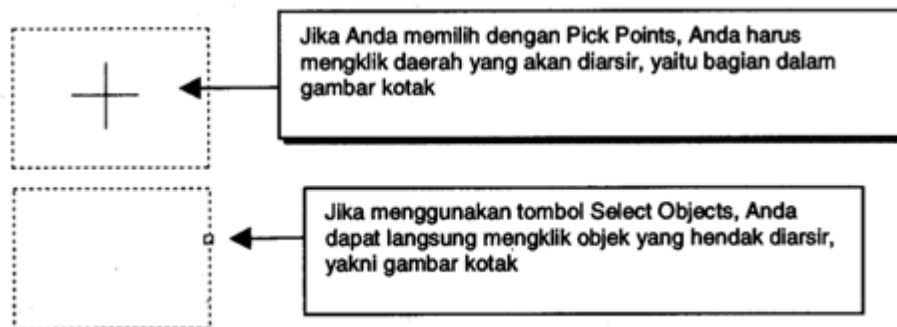 Jika Anda memilih dengan Pick Points, Anda harus
mengklik daerah yang akan diarsir, yaitu bagian dalam
gambar kotak
Jika menggunakan tombol Select Objects, Anda
dapat langsung mengklik objek yang hendak diarsir,
yakni gambar kotak